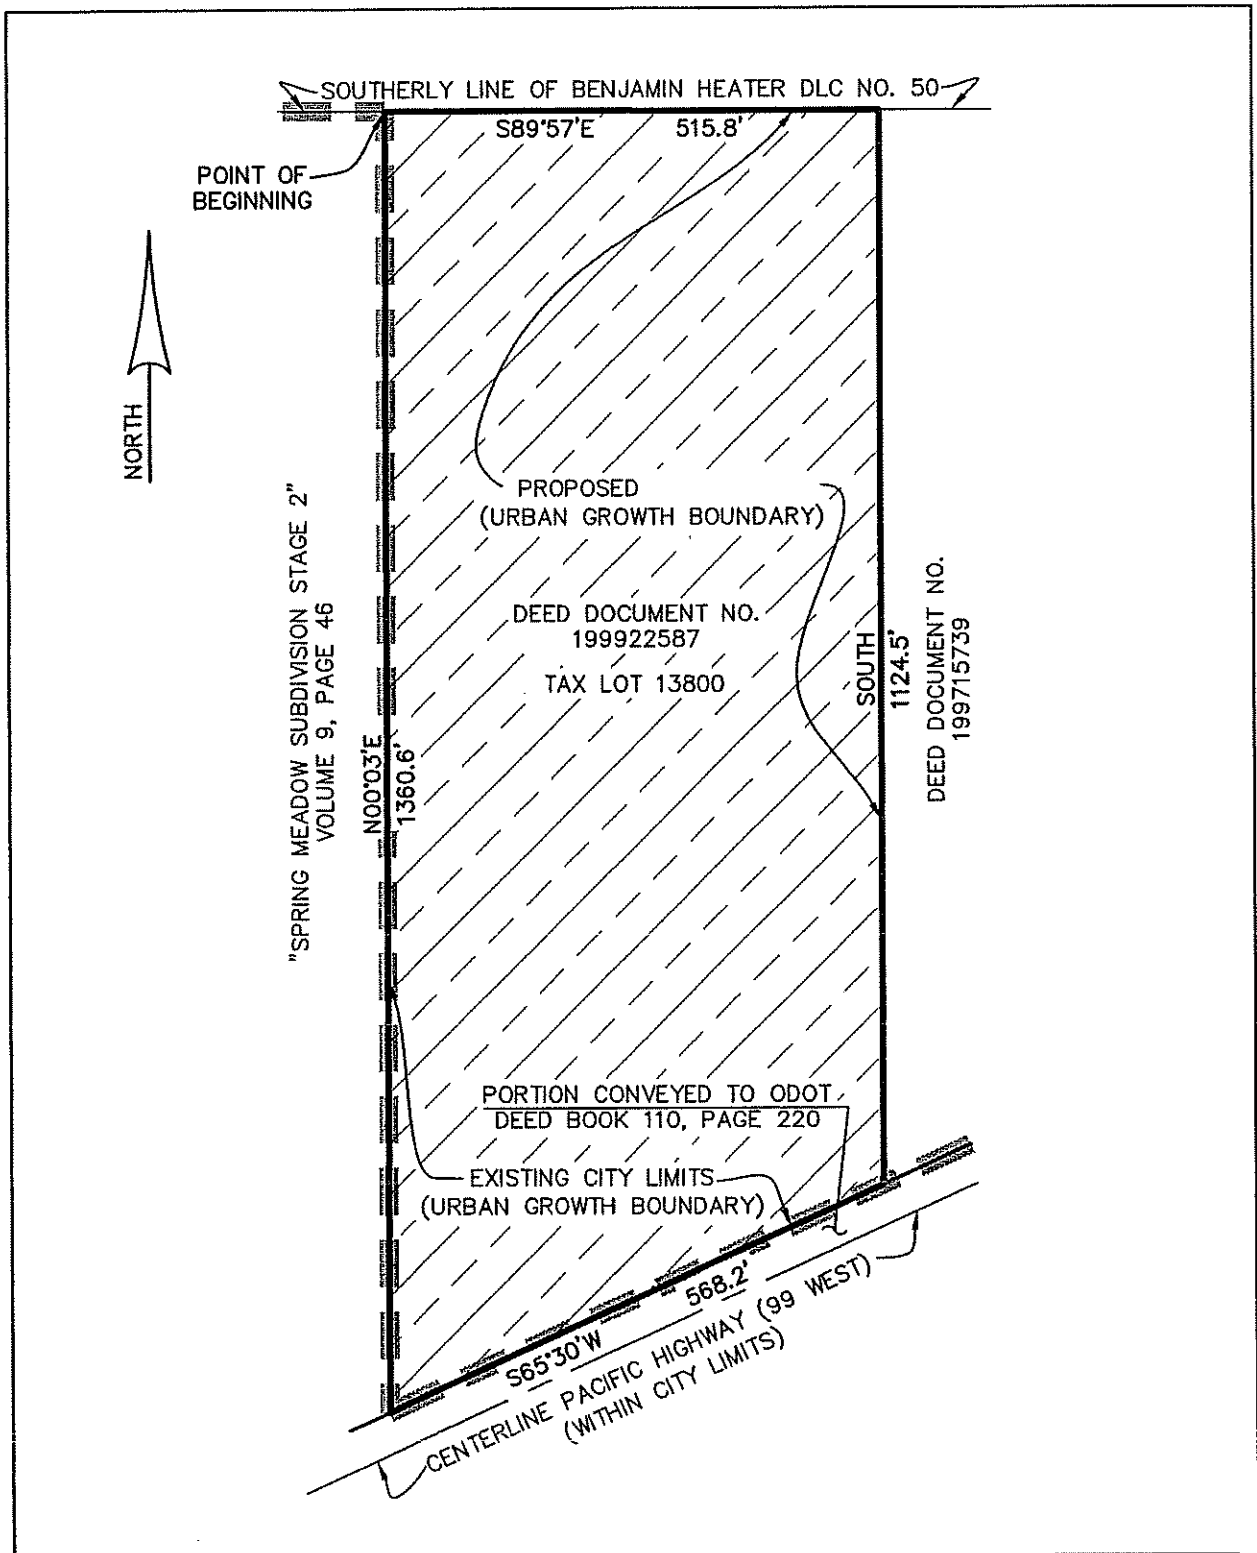 SOUTHERLY LINE OF BENJAMIN HEATER DLC NO. 50
S89°57'E 515.8'
POINT OF
BEGINNING
NORTH
"SPRING MEADOW SUBDIVISION STAGE 2"
VOLUME 9, PAGE 46
N00°03'E
1360.6'
PROPOSED
(URBAN GROWTH BOUNDARY)
DEED DOCUMENT NO.
199922587
TAX LOT 13800
SOUTH
1124.5'
DEED DOCUMENT NO.
199715739
PORTION CONVEYED TO ODOT
DEED BOOK 110, PAGE 220
EXISTING CITY LIMITS
(URBAN GROWTH BOUNDARY)
S65°30'W 568.2'
CENTERLINE PACIFIC HIGHWAY (99 WEST)
(WITHIN CITY LIMITS)